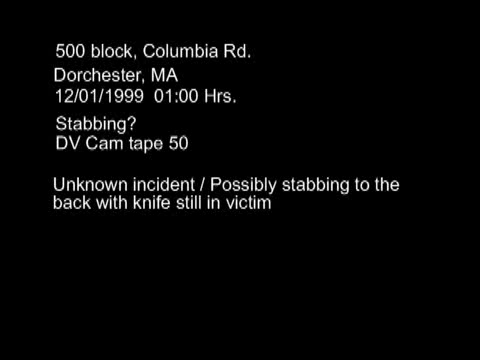 500 block, Columbia Rd.
Dorchester, MA
12/01/1999  01:00 Hrs.
Stabbing?
DV Cam tape 50
Unknown incident / Possibly stabbing to the
back with knife still in victim